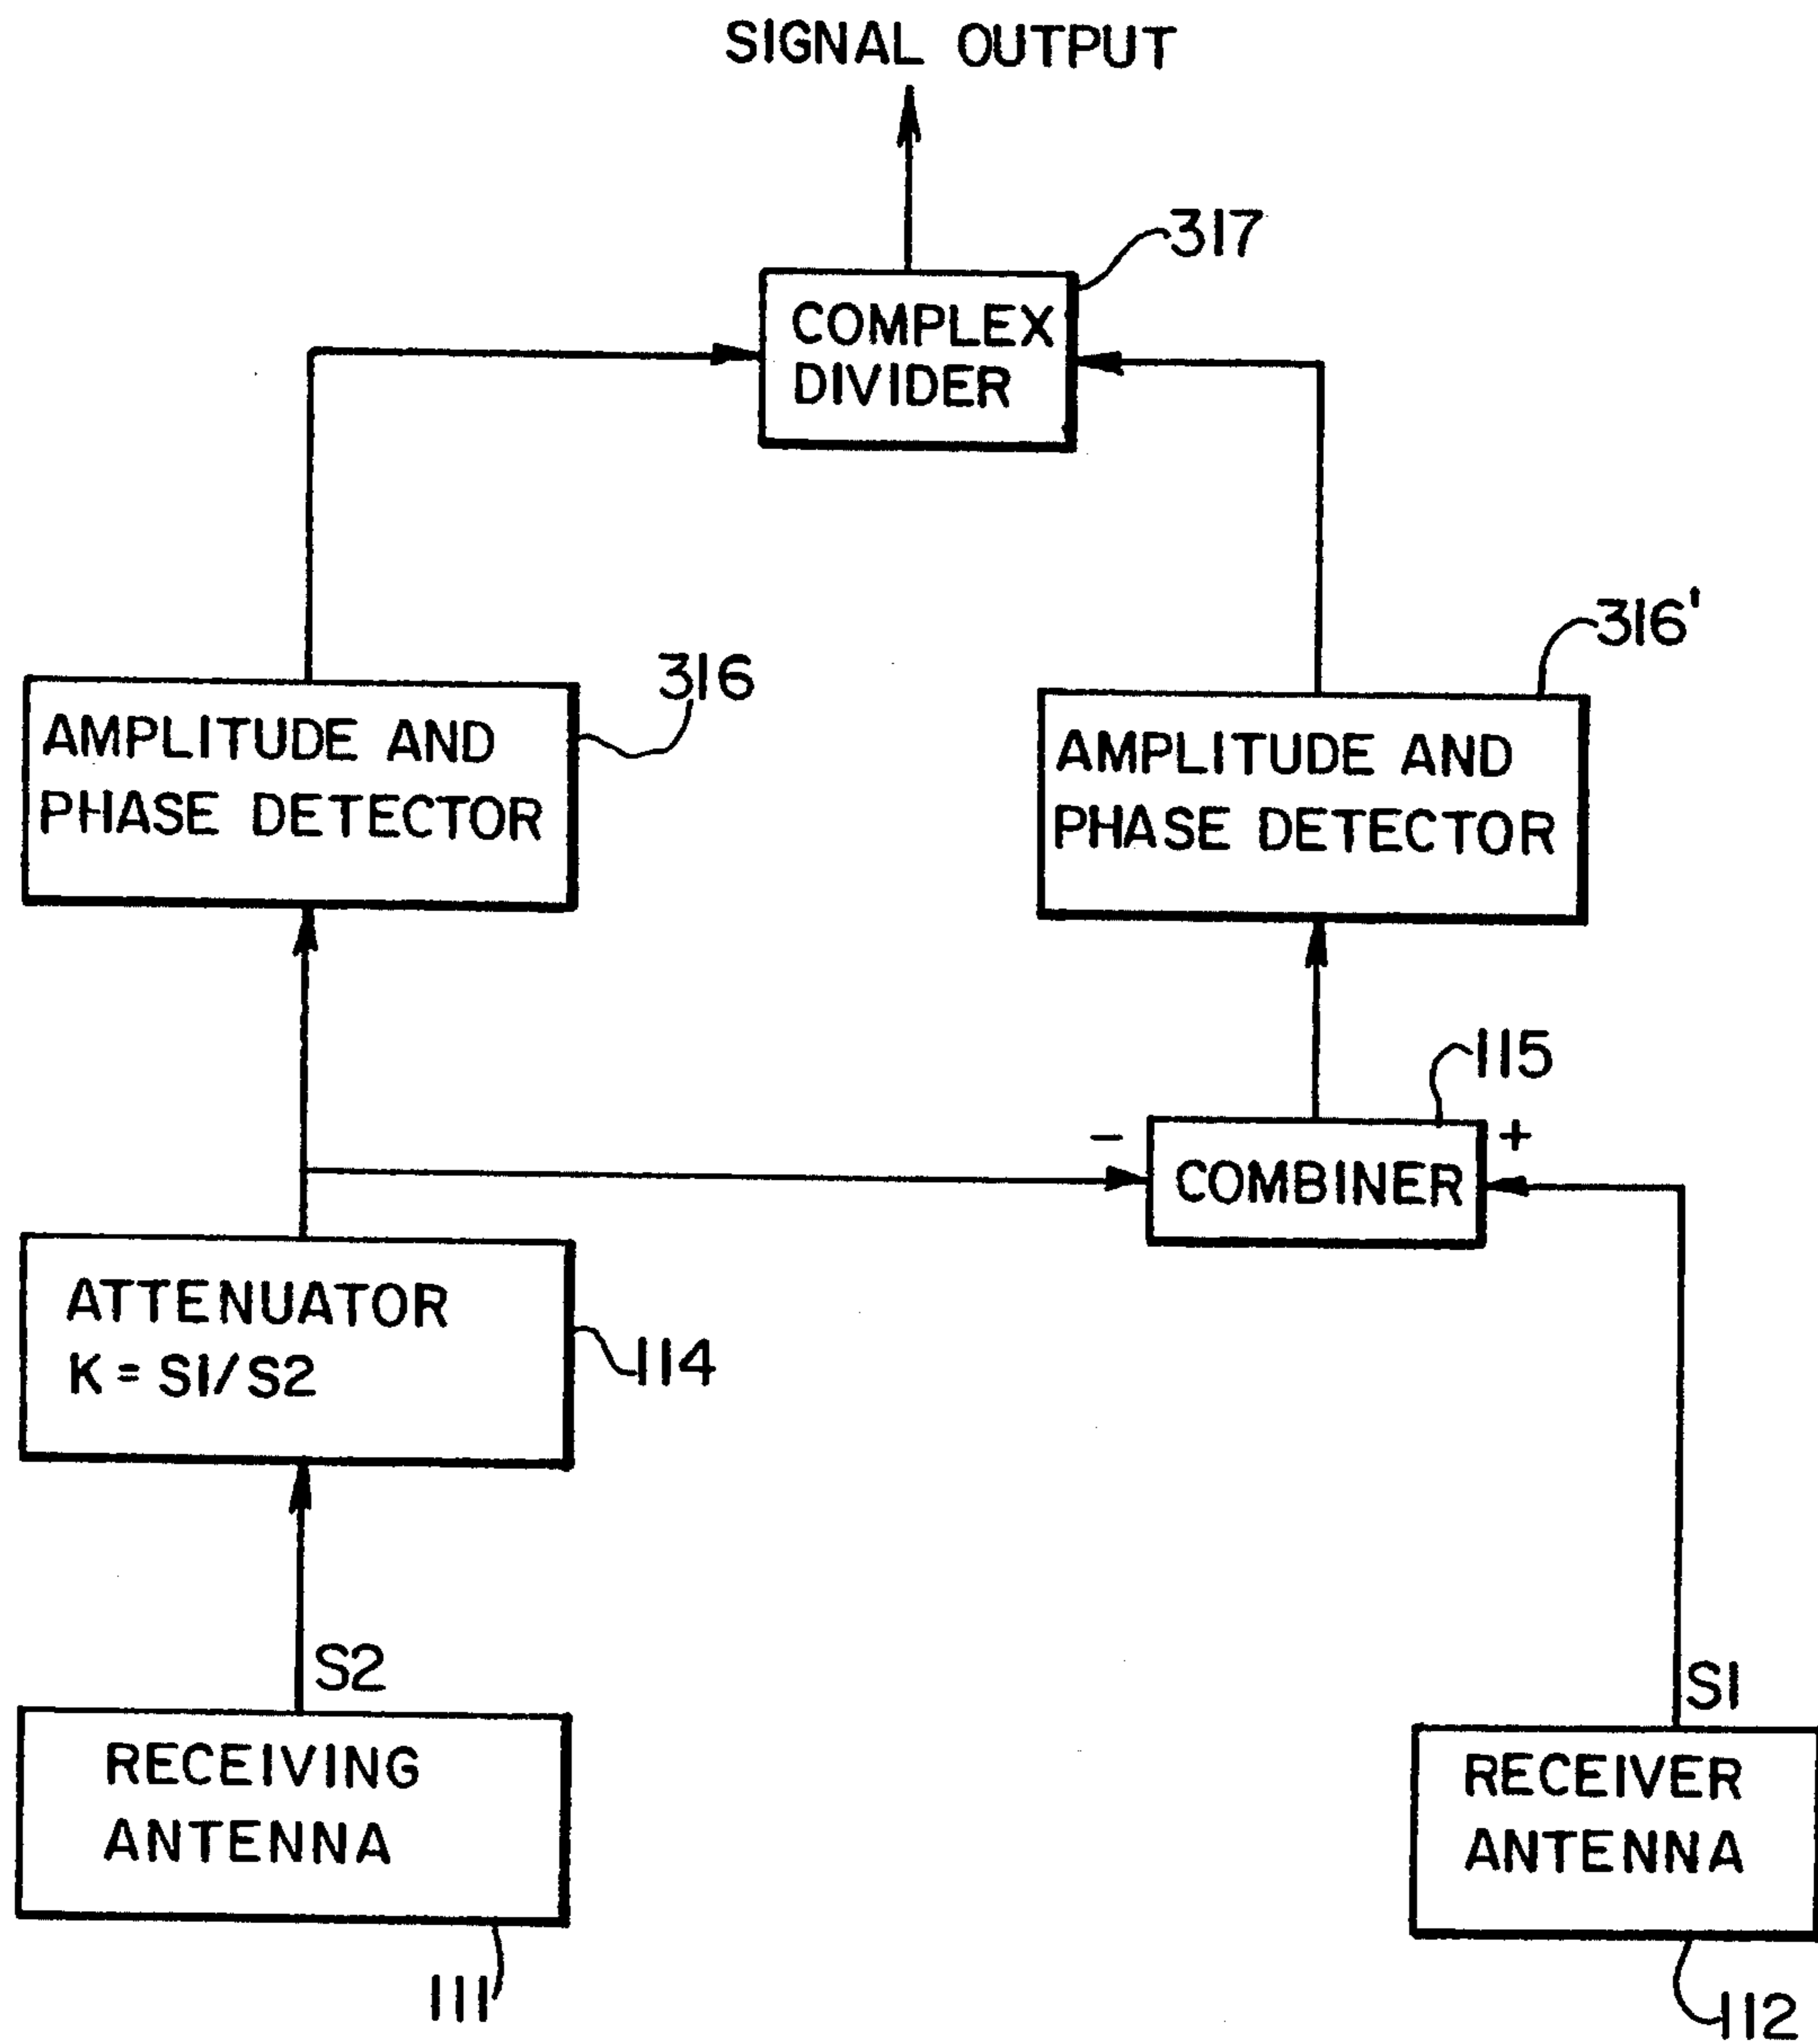 SIGNAL OUTPUT
317
COMPLEX
DIVIDER
316'
316
AMPLITUDE AND
PHASE DETECTOR
AMPLITUDE AND
PHASE DETECTOR
115
- +
COMBINER
ATTENUATOR
K = S1/S2
114
S2
S1
RECEIVING
ANTENNA
RECEIVER
ANTENNA
111
112